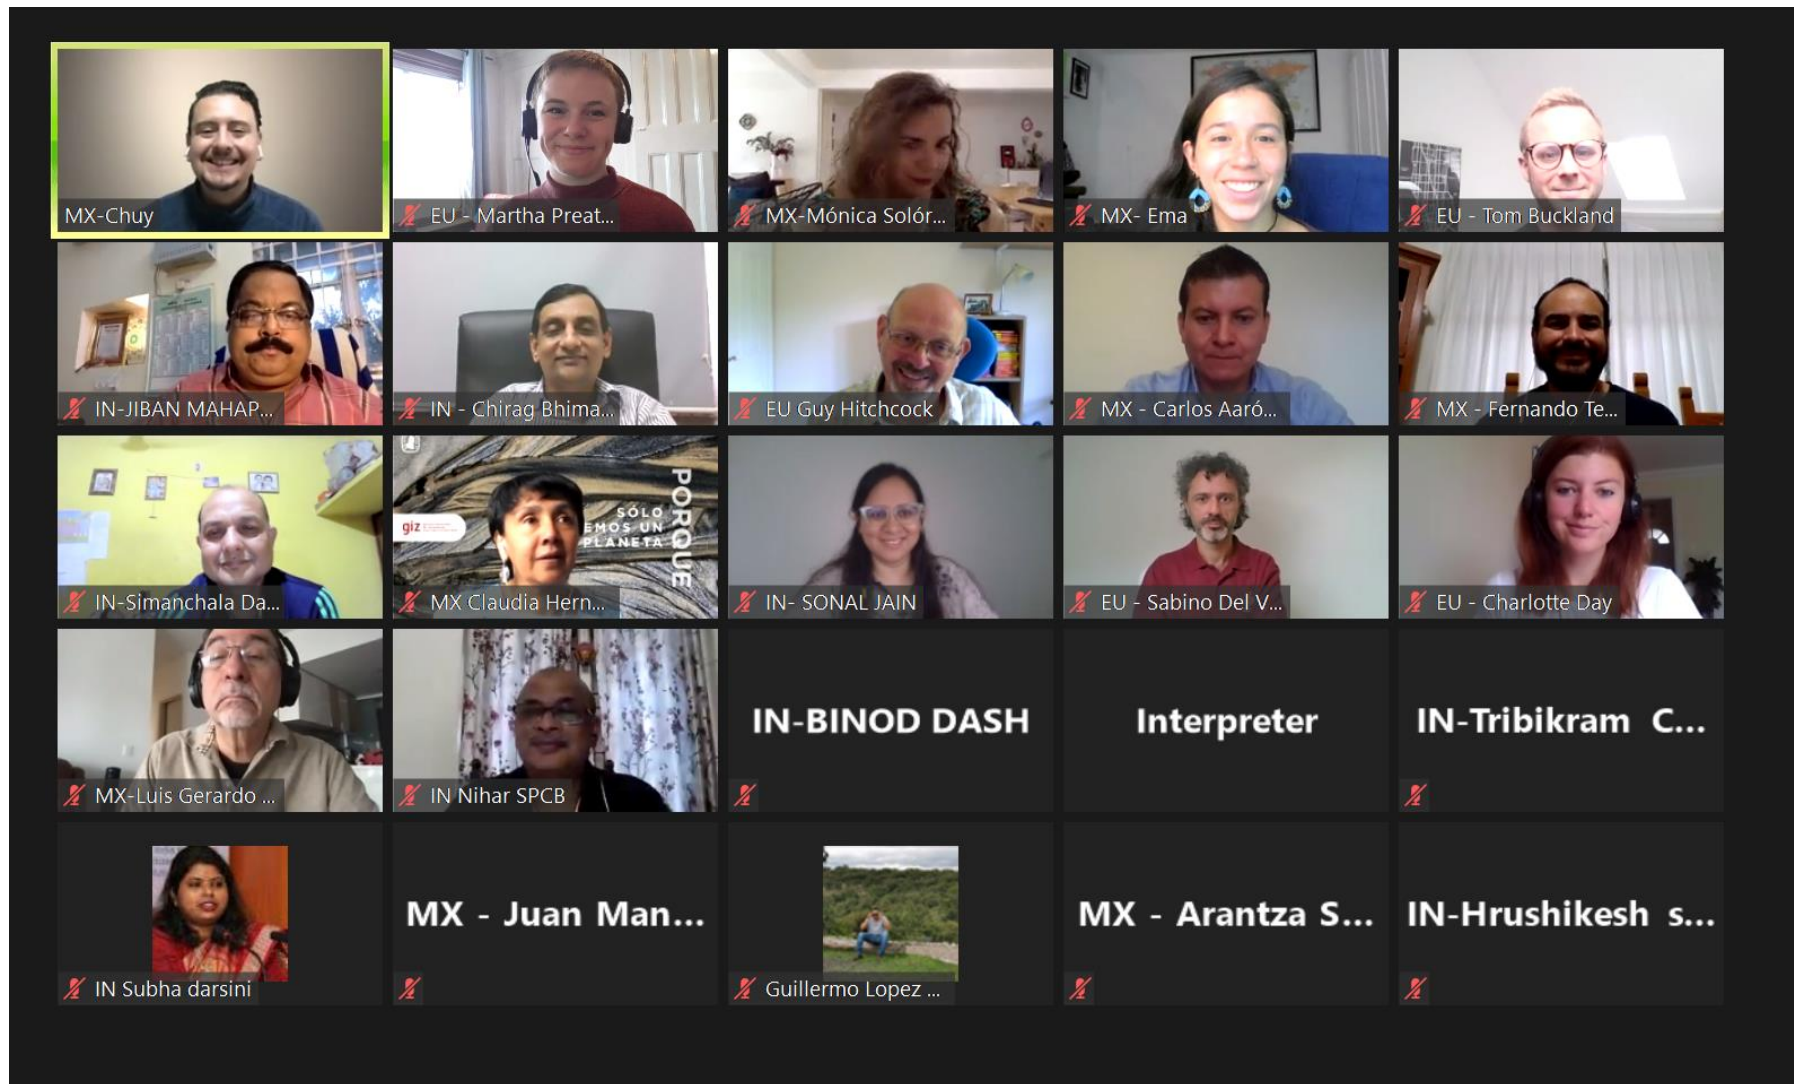 MX-Chuy
EU - Martha Preat...
MX-Mónica Solór...
MX- Ema
EU - Tom Buckland
IN-JIBAN MAHAP...
IN - Chirag Bhima...
EU Guy Hitchcock
MX - Carlos Aaró...
MX - Fernando Te...
IN-Simanchala Da...
giz
SÓLO
EMOS UN
PLANETA
PORQUE
MX Claudia Hern...
IN- SONAL JAIN
EU - Sabino Del V...
EU - Charlotte Day
MX-Luis Gerardo ...
IN Nihar SPCB
IN-BINOD DASH
Interpreter
IN-Tribikram C...
IN Subha darsini
MX - Juan Man...
Guillermo Lopez ...
MX - Arantza S...
IN-Hrushikesh s...